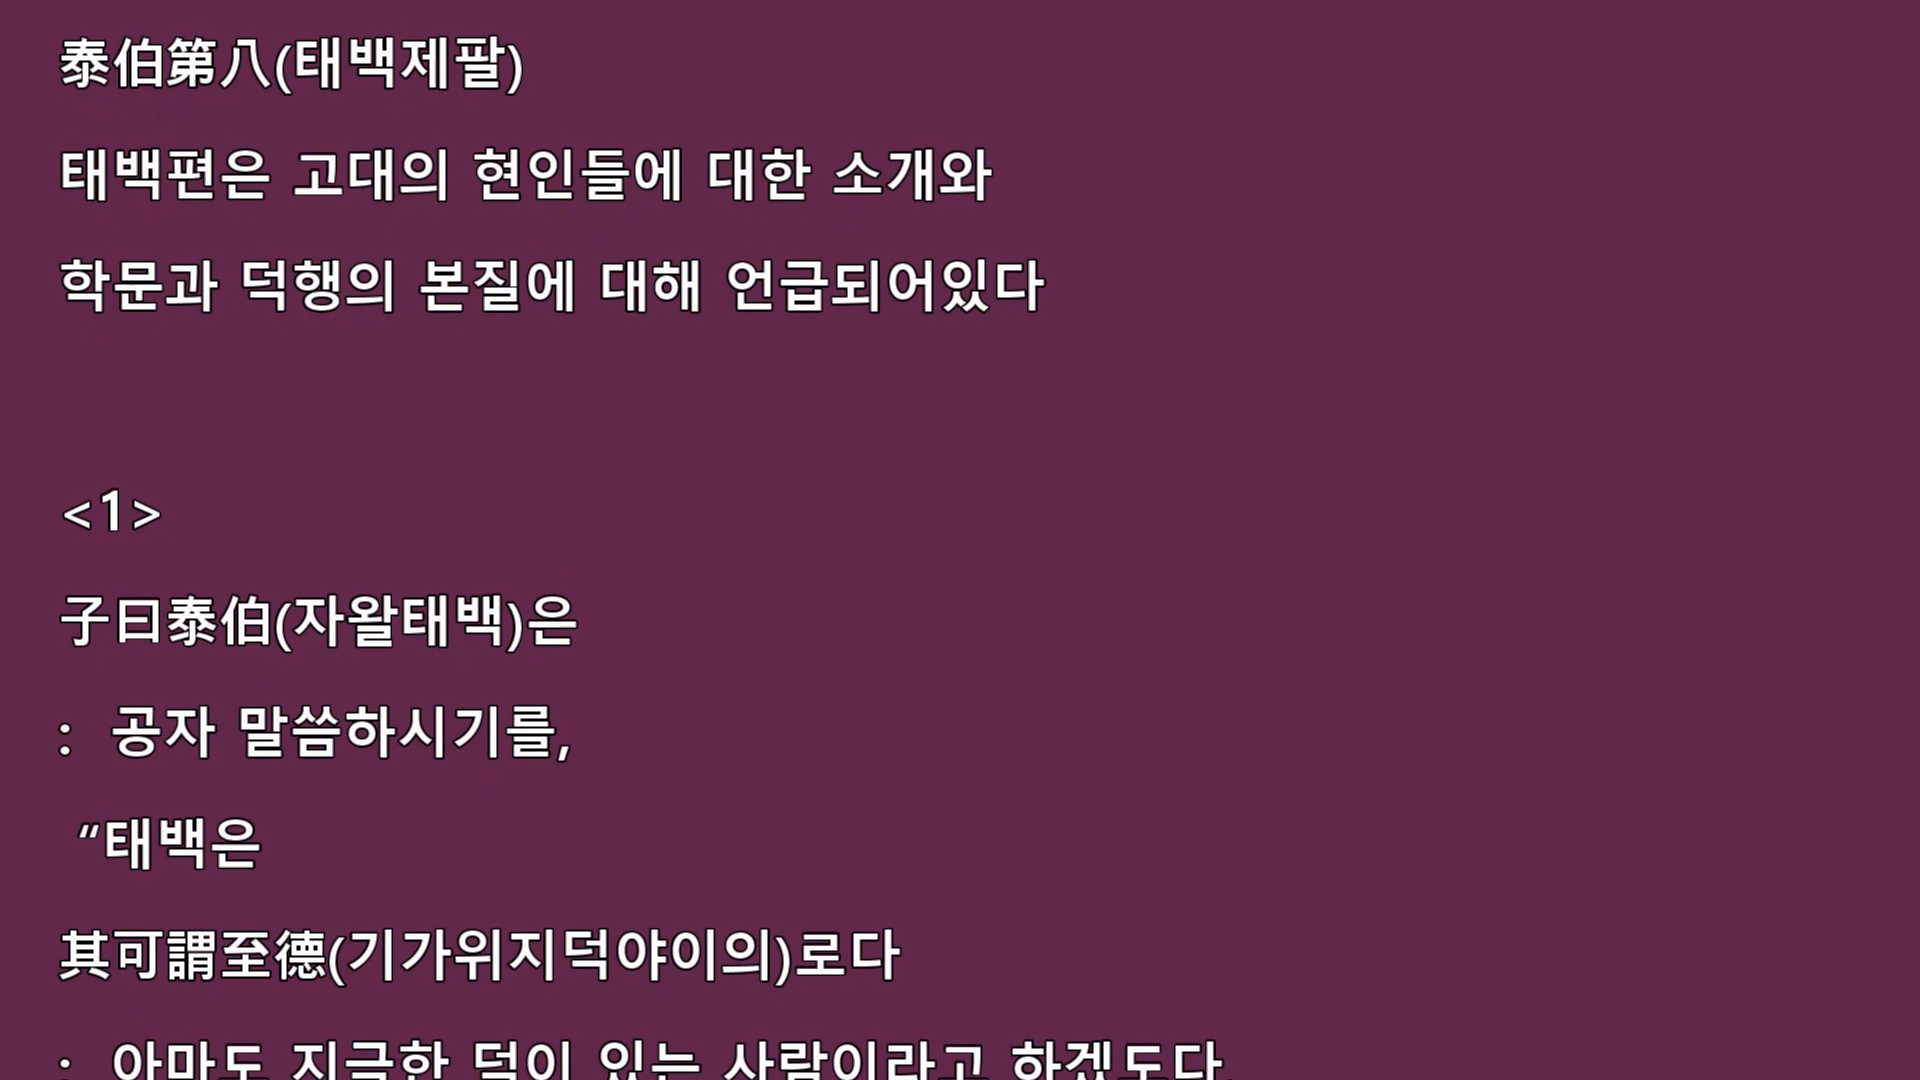 泰伯第八(태백제팔)
태백편은 고대의 현인들에 대한 소개와
학문과 덕행의 본질에 대해 언급되어있다
<1>
子曰泰伯(자왈태백)은
: 공자 말씀하시기를,
“태백은
其可謂至德(기가위지덕야이의)로다
: 아마도 지극한 덕이 있는 사람이라고 하겠도다.